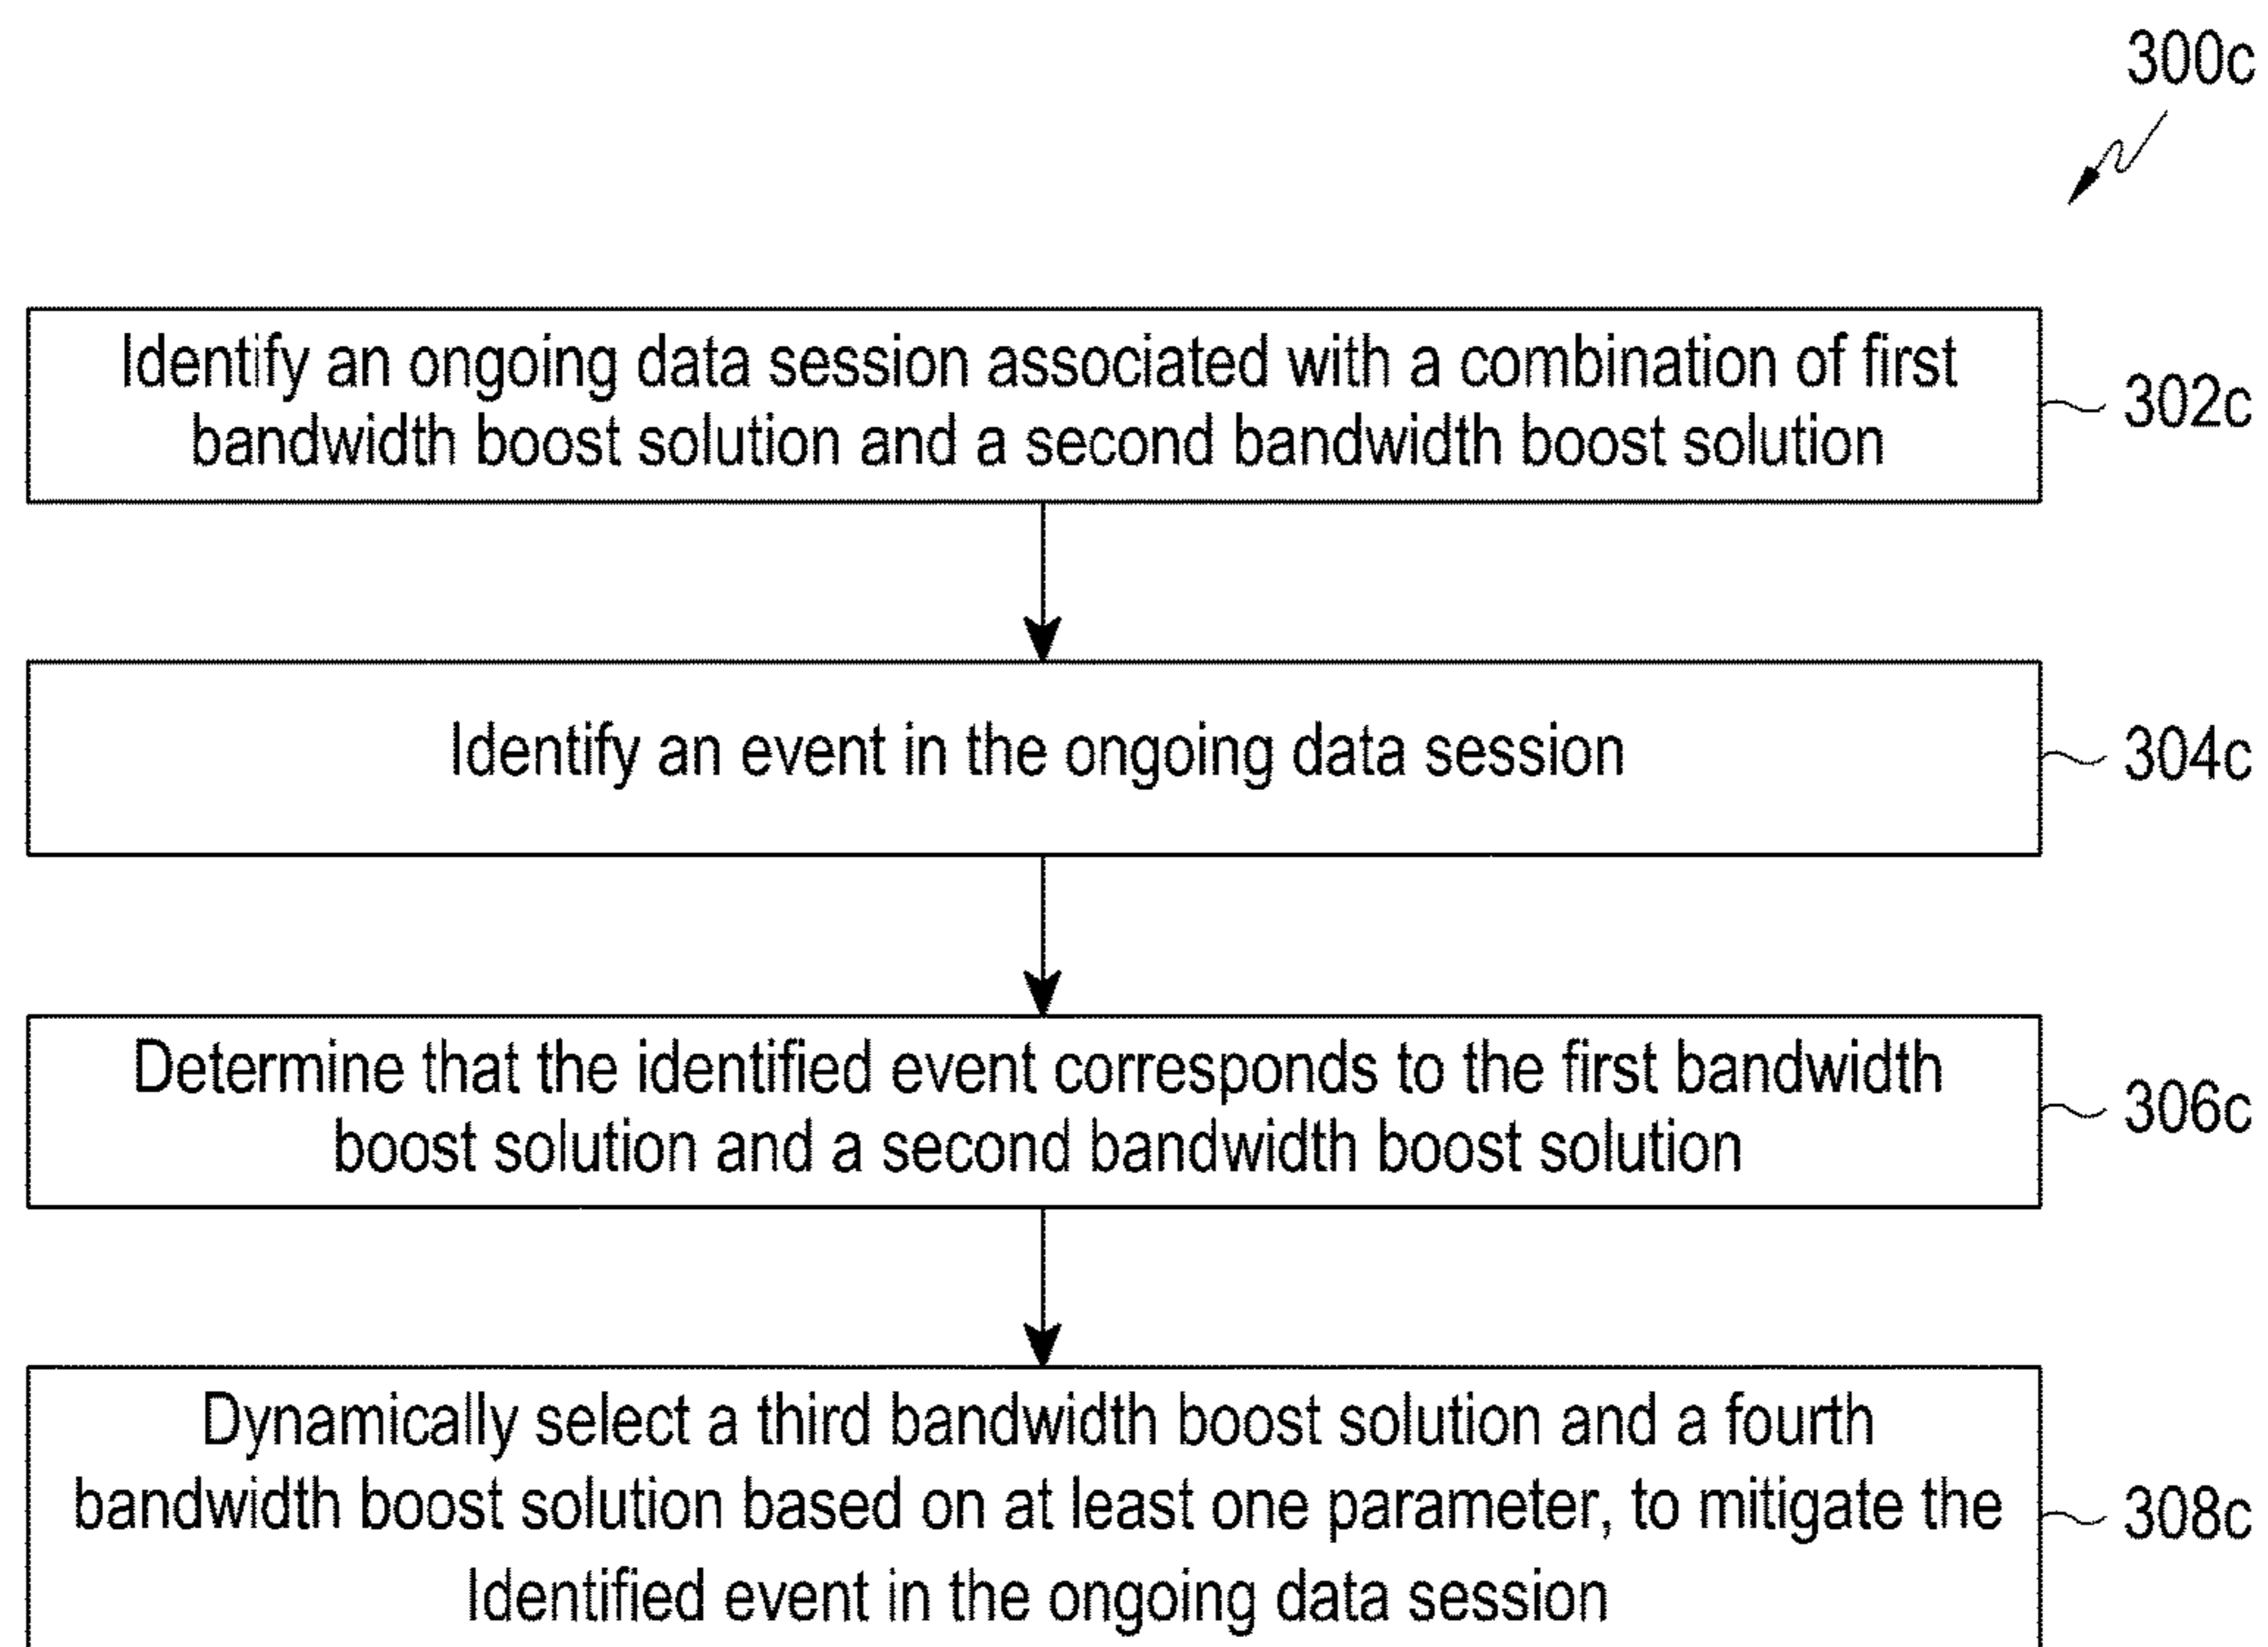 300c
Identify an ongoing data session associated with a combination of first
bandwidth boost solution and a second bandwidth boost solution
302c
Identify an event in the ongoing data session
304c
Determine that the identified event corresponds to the first bandwidth
boost solution and a second bandwidth boost solution
306c
Dynamically select a third bandwidth boost solution and a fourth
bandwidth boost solution based on at least one parameter, to mitigate the
Identified event in the ongoing data session
308c